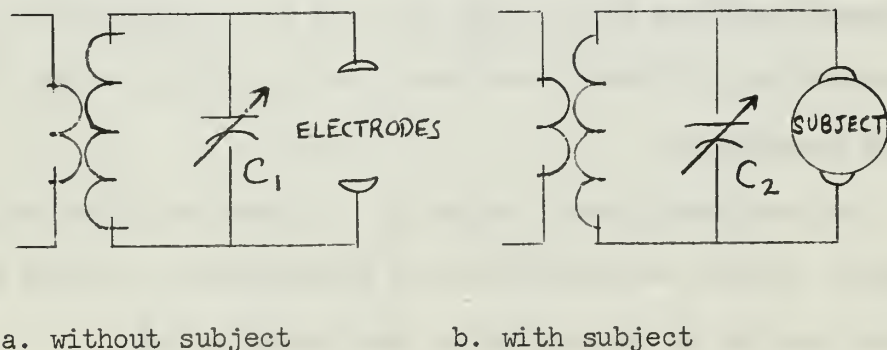 ELECTRODES
C1
SUBJECT
C2
a. without subject
b. with subject